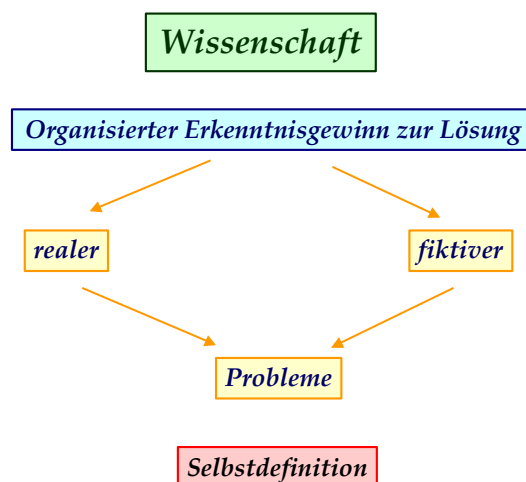 Wissenschaft
Organisierter Erkenntnisgewinn zur Lösung
realer
fiktiver
Probleme
Selbstdefinition